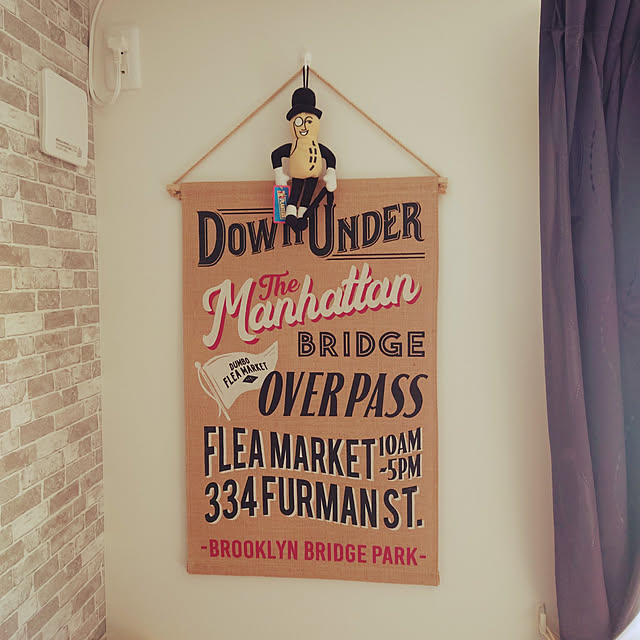 DOWN UNDER
The
Manhattan
BRIDGE
DUMBO
FLEA MARKET
OVERPASS
FLEA MARKET 10AM
-5PM
334 FURMAN ST.
-BROOKLYN BRIDGE PARK-